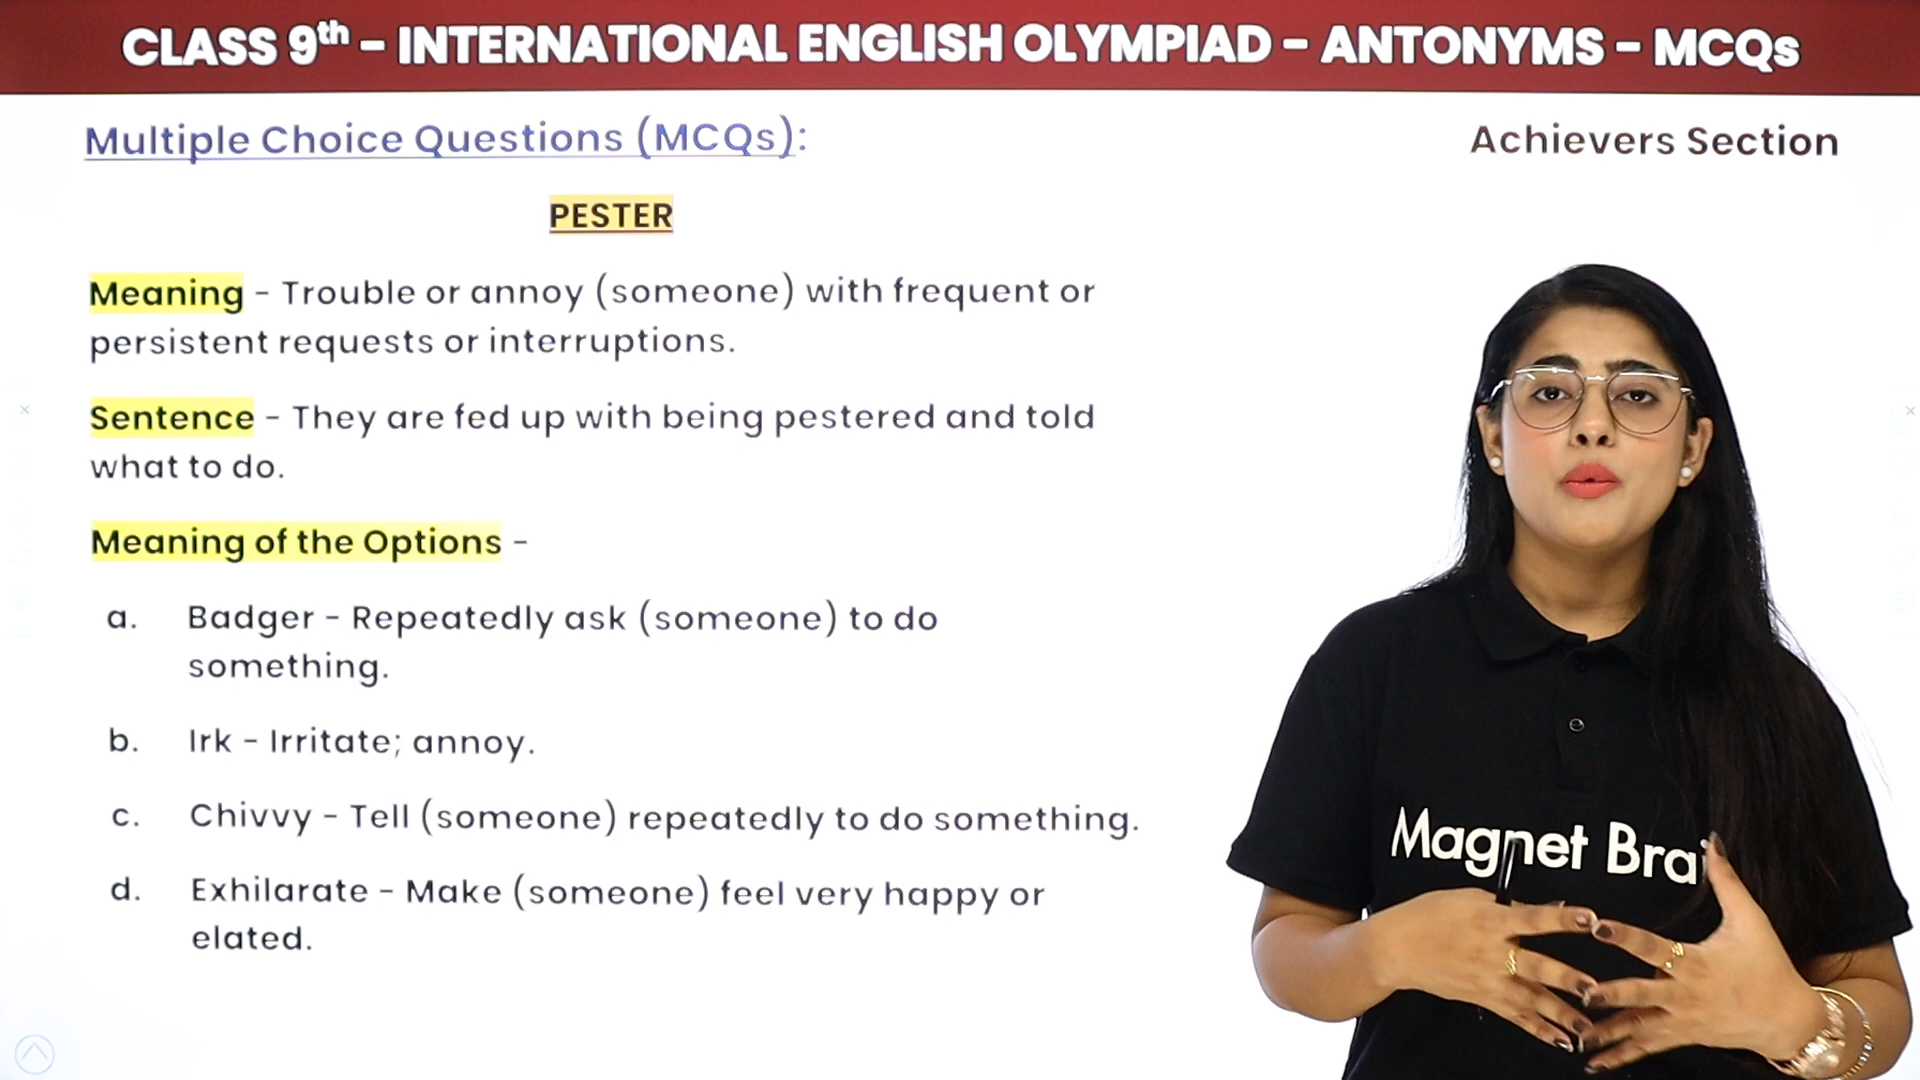 CLASS 9th – INTERNATIONAL ENGLISH OLYMPIAD – ANTONYMS – MCQs
Multiple Choice Questions (MCQs):
Achievers Section
PESTER
Meaning - Trouble or annoy (someone) with frequent or
persistent requests or interruptions.
Sentence - They are fed up with being pestered and told
what to do.
Meaning of the Options -
a. Badger - Repeatedly ask (someone) to do
something.
b. Irk - Irritate; annoy.
c. Chivvy - Tell (someone) repeatedly to do something.
d. Exhilarate - Make (someone) feel very happy or
elated.
Magnet Brai